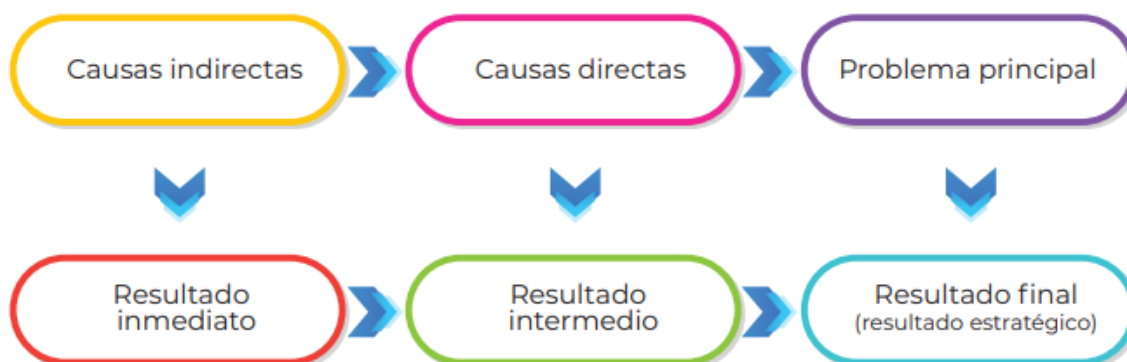 Causas indirectas
Causas directas
Problema principal
Resultado
inmediato
Resultado
intermedio
Resultado final
(resultado estratégico)